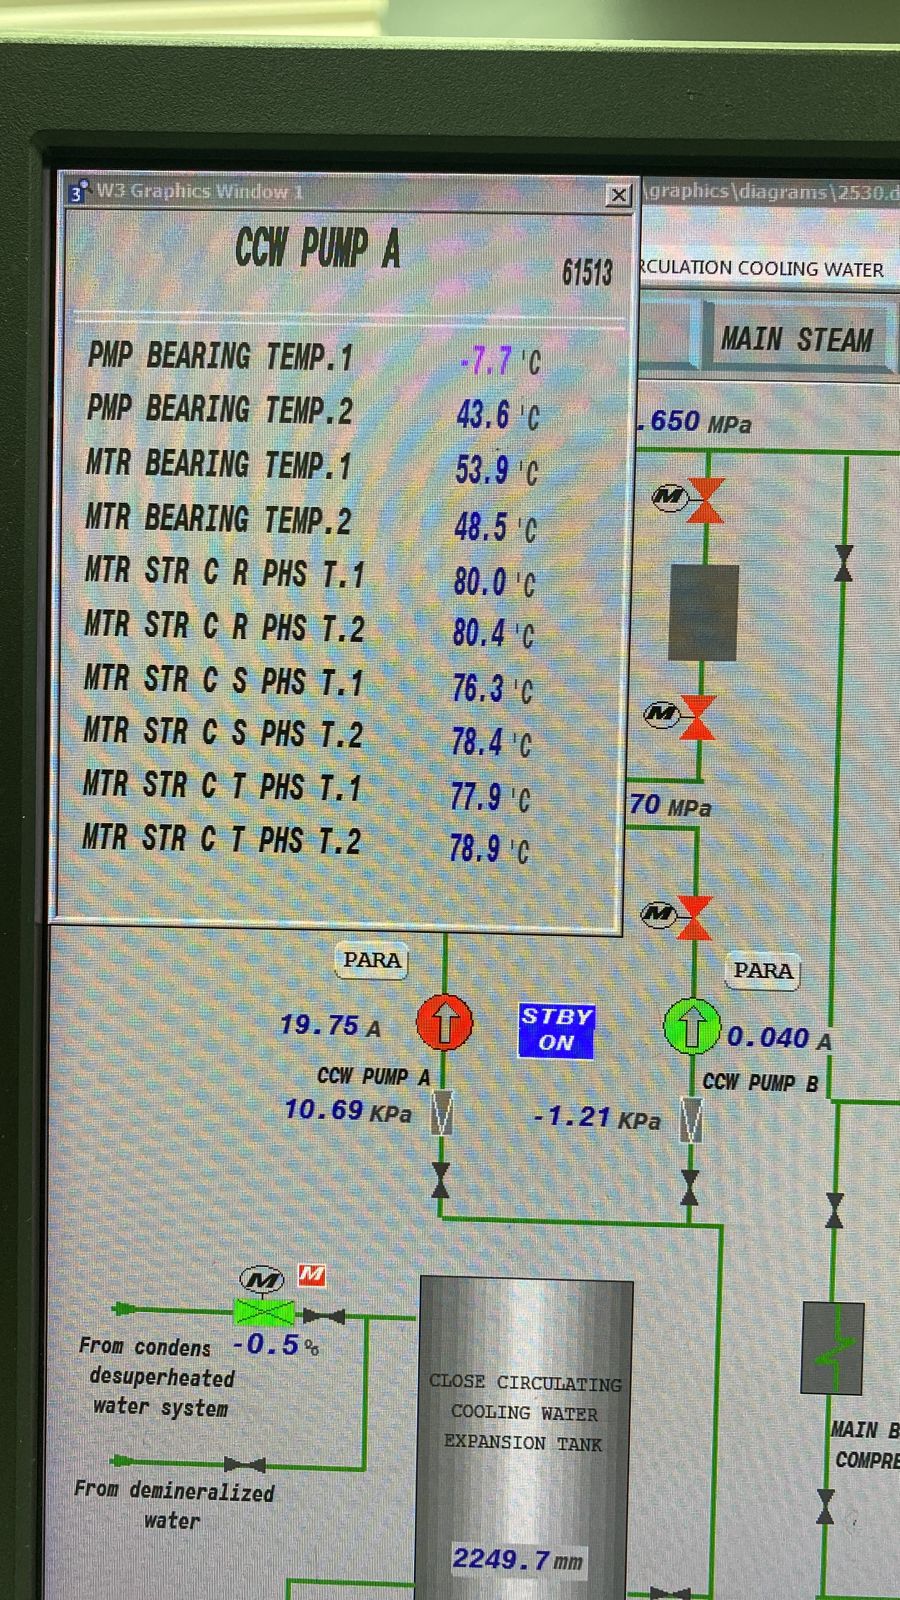 W3 Graphics Window 1
\graphics\diagrams\2530.d
CCW PUMP A
61513
RCULATION COOLING WATER
MAIN STEAM
PMP BEARING TEMP.1 -7.7 'C
PMP BEARING TEMP.2 43.6 'C
MTR BEARING TEMP.1 53.9 'C
MTR BEARING TEMP.2 48.5 'C
MTR STR C R PHS T.1 80.0 'C
MTR STR C R PHS T.2 80.4 'C
MTR STR C S PHS T.1 76.3 'C
MTR STR C S PHS T.2 78.4 'C
MTR STR C T PHS T.1 77.9 'C
MTR STR C T PHS T.2 78.9 'C
.650 MPa
M
M
70 MPa
M
PARA
PARA
19.75 A
STBY
ON
0.040 A
CCW PUMP A
CCW PUMP B
10.69 KPa
-1.21 KPa
M
M
From condens
desuperheated
water system
-0.5 %
From demineralized
water
CLOSE CIRCULATING
COOLING WATER
EXPANSION TANK
2249.7 mm
MAIN B
COMPRE